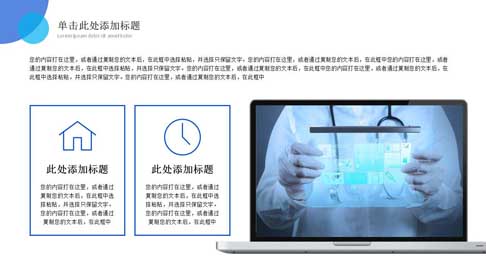 单击此处添加标题
Lorem ipsum dolor sit amet dolor
您的内容打在这里，或者通过复制您的文本后，在此框中选择粘贴，并选择只保留文字。您的内容打在这里，或者通过复制您的文本后，在此框中您的内容打在这里，或者
通过复制您的文本后，在此框中选择粘贴，并选择只保留文字。您的内容打在这里，或者通过复制您的文本后，在此框中您的内容打在这里，或者通过复制您的文本后，在
此框中选择粘贴，并选择只保留文字。您的内容打在这里，或者通过复制您的文本后，在此框中
此处添加标题
您的内容打在这里，或者通过
复制您的文本后，在此框中选
择粘贴，并选择只保留文字。
您的内容打在这里，或者通过
复制您的文本后，在此框中
此处添加标题
您的内容打在这里，或者通过
复制您的文本后，在此框中选
择粘贴，并选择只保留文字。
您的内容打在这里，或者通过
复制您的文本后，在此框中